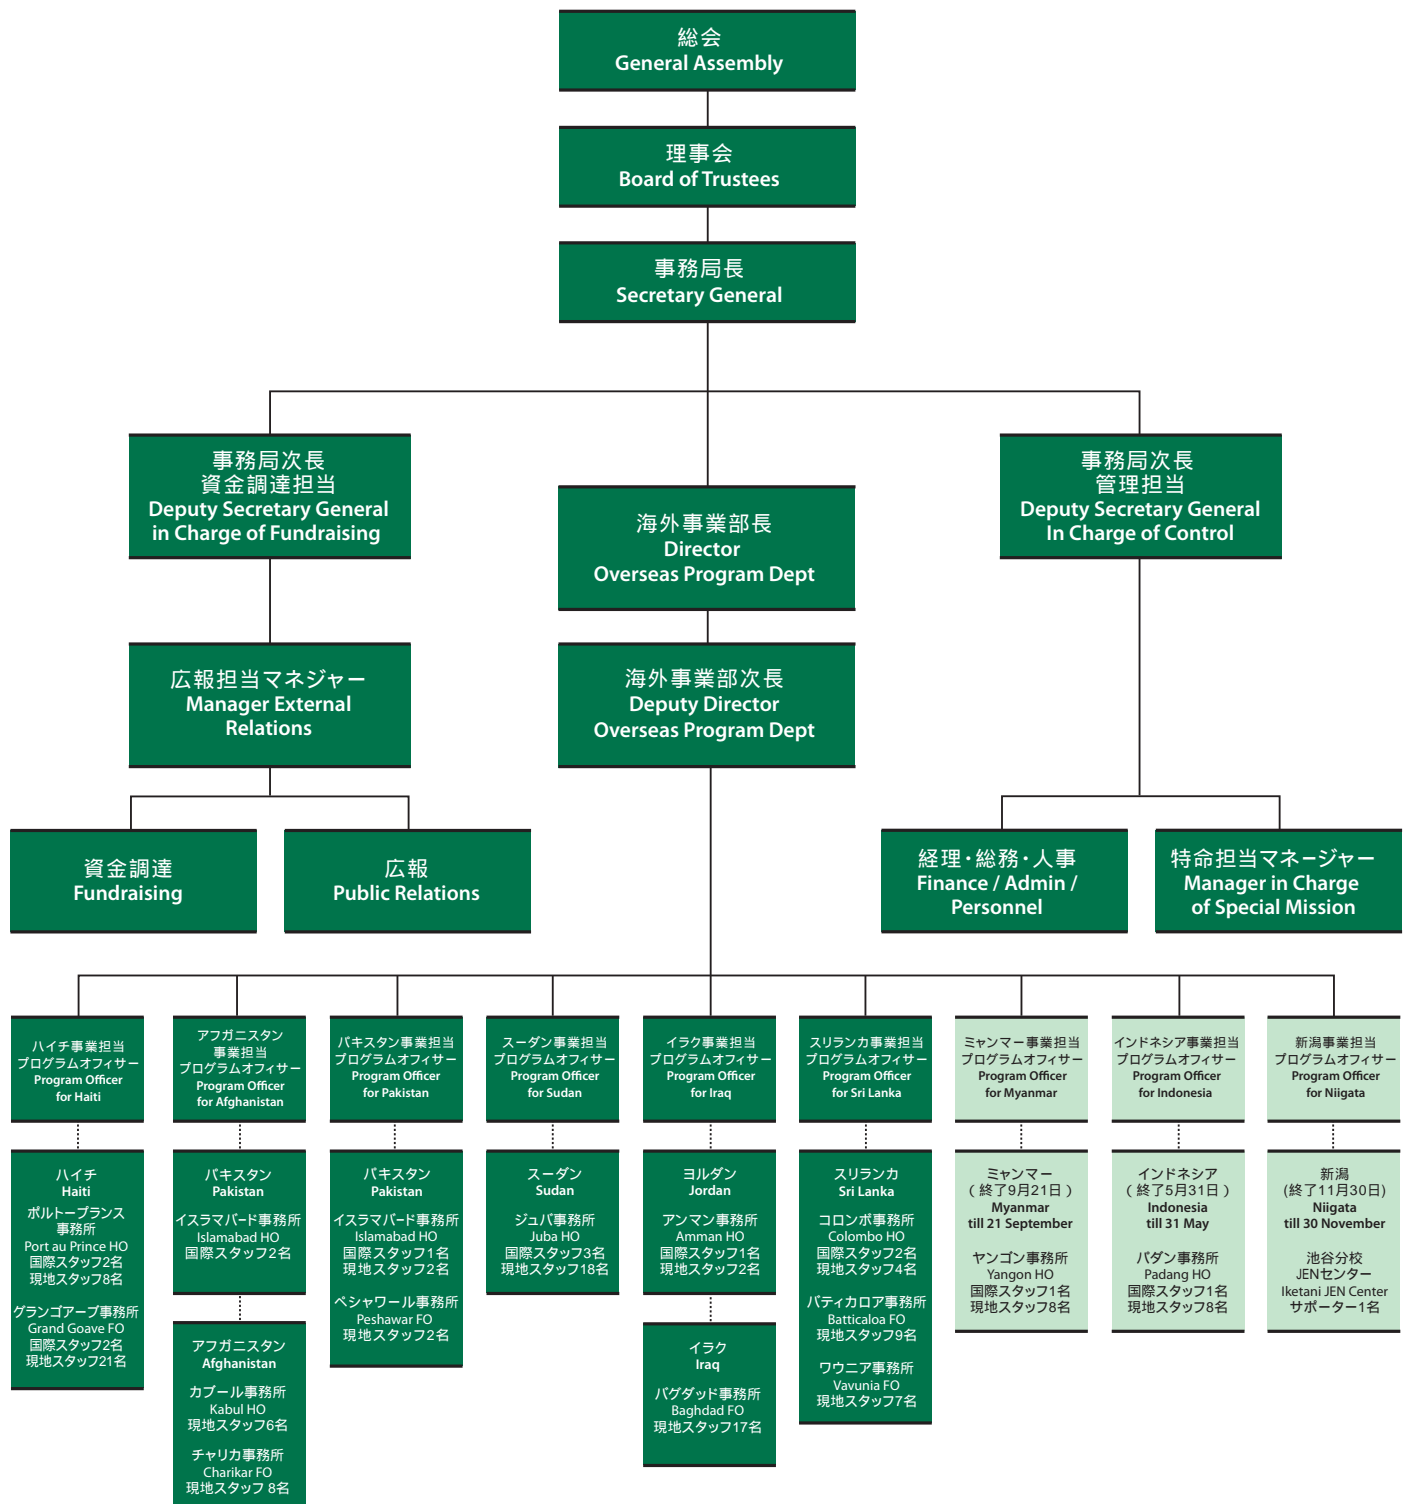 総会
General Assembly
理事会
Board of Trustees
事務局長
Secretary General
事務局次長
資金調達担当
Deputy Secretary General
in Charge of Fundraising
海外事業部長
Director
Overseas Program Dept
事務局次長
管理担当
Deputy Secretary General
In Charge of Control
広報担当マネジャー
Manager External
Relations
海外事業部次長
Deputy Director
Overseas Program Dept
資金調達
Fundraising
広報
Public Relations
経理・総務・人事
Finance / Admin /
Personnel
特命担当マネージャー
Manager in Charge
of Special Mission
ハイチ事業担当
プログラムオフィサー
Program Officer
for Haiti
アフガニスタン
事業担当
プログラムオフィサー
Program Officer
for Afghanistan
パキスタン事業担当
プログラムオフィサー
Program Officer
for Pakistan
スーダン事業担当
プログラムオフィサー
Program Officer
for Sudan
イラク事業担当
プログラムオフィサー
Program Officer
for Iraq
スリランカ事業担当
プログラムオフィサー
Program Officer
for Sri Lanka
ミャンマー事業担当
プログラムオフィサー
Program Officer
for Myanmar
インドネシア事業担当
プログラムオフィサー
Program Officer
for Indonesia
新潟事業担当
プログラムオフィサー
Program Officer
for Niigata
ハイチ
Haiti
ポルトープランス
事務所
Port au Prince HO
国際スタッフ2名
現地スタッフ8名
グランゴアーブ事務所
Grand Goave FO
国際スタッフ2名
現地スタッフ21名
パキスタン
Pakistan
イスラマバード事務所
Islamabad HO
国際スタッフ2名
アフガニスタン
Afghanistan
カブール事務所
Kabul HO
現地スタッフ6名
チャリカ事務所
Charikar FO
現地スタッフ 8名
パキスタン
Pakistan
イスラマバード事務所
Islamabad HO
国際スタッフ1名
現地スタッフ2名
ペシャワール事務所
Peshawar FO
現地スタッフ2名
スーダン
Sudan
ジュバ事務所
Juba HO
国際スタッフ3名
現地スタッフ18名
ヨルダン
Jordan
アンマン事務所
Amman HO
国際スタッフ1名
現地スタッフ2名
イラク
Iraq
バグダッド事務所
Baghdad FO
現地スタッフ17名
スリランカ
Sri Lanka
コロンボ事務所
Colombo HO
国際スタッフ2名
現地スタッフ4名
バティカロア事務所
Batticaloa FO
現地スタッフ9名
ワウニア事務所
Vavunia FO
現地スタッフ7名
ミャンマー
（終了9月21日）
Myanmar
till 21 September
ヤンゴン事務所
Yangon HO
国際スタッフ1名
現地スタッフ8名
インドネシア
（終了5月31日）
Indonesia
till 31 May
パダン事務所
Padang HO
国際スタッフ1名
現地スタッフ8名
新潟
(終了11月30日)
Niigata
till 30 November
池谷分校
JENセンター
Iketani JEN Center
サポーター1名